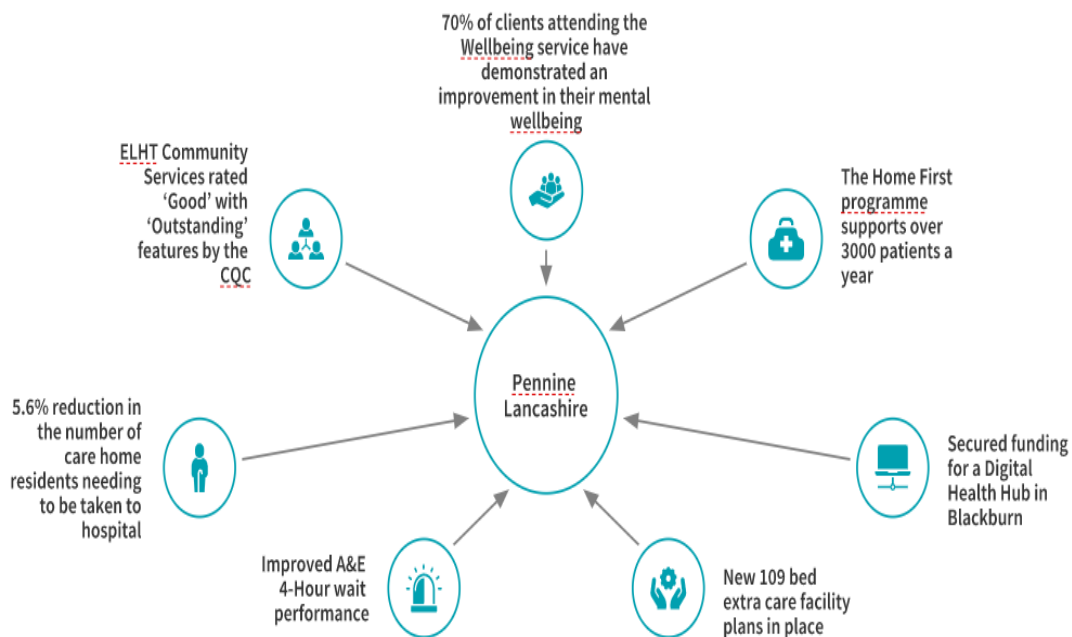 70% of clients attending the
Wellbeing service have
demonstrated an
improvement in their mental
wellbeing
ELHT Community
Services rated
‘Good’ with
‘Outstanding’
features by the
CQC
The Home First
programme
supports over
3000 patients a
year
Pennine
Lancashire
5.6% reduction in
the number of
care home
residents needing
to be taken to
hospital
Secured funding
for a Digital
Health Hub in
Blackburn
Improved A&E
4-Hour wait
performance
New 109 bed
extra care facility
plans in place